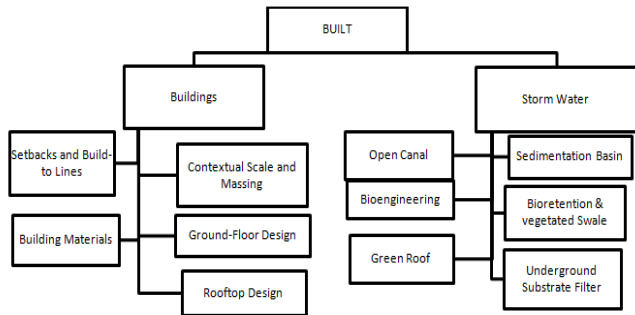 BUILT
Buildings
Storm Water
Setbacks and Build-
to Lines
Contextual Scale and
Massing
Building Materials
Ground-Floor Design
Rooftop Design
Open Canal
Sedimentation Basin
Bioengineering
Bioretention &
vegetated Swale
Green Roof
Underground
Substrate Filter